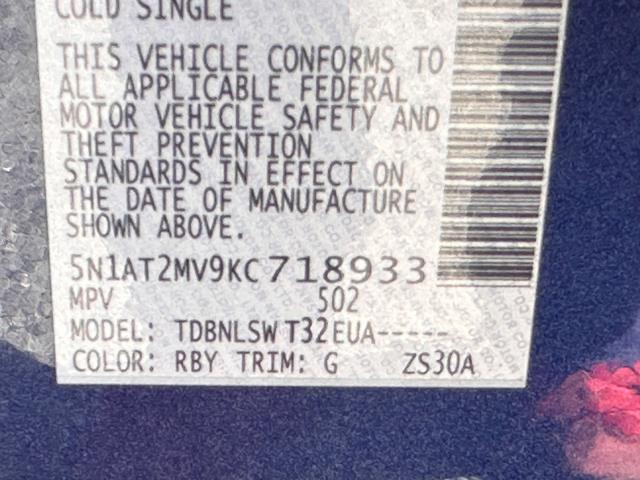 COLD SINGLE
THIS VEHICLE CONFORMS TO
ALL APPLICABLE FEDERAL
MOTOR VEHICLE SAFETY AND
THEFT PREVENTION
STANDARDS IN EFFECT ON
THE DATE OF MANUFACTURE
SHOWN ABOVE.
5N1AT2MV9KC718933
MPV 502
MODEL: TDBNLSW T32EUA-----
COLOR: RBY TRIM: G ZS30A